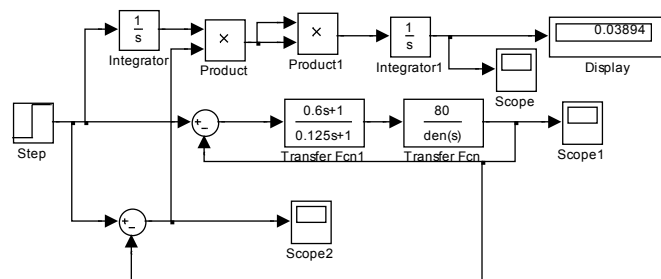 1
s
Integrator
×
Product
×
Product1
1
s
Integrator1
0.03894
Display
Scope
Step
+
−
0.6s+1
0.125s+1
Transfer Fcn1
80
den(s)
Transfer Fcn
Scope1
+
−
Scope2